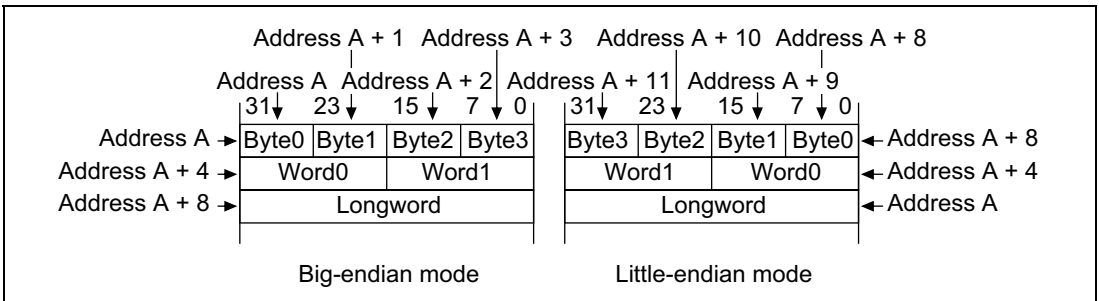 Address A + 1 Address A + 3 Address A + 10 Address A + 8
Address A Address A + 2 Address A + 11 Address A + 9
31 23 15 7 0 31 23 15 7 0
Address A Byte0 Byte1 Byte2 Byte3 Byte3 Byte2 Byte1 Byte0 Address A + 8
Address A + 4 Word0 Word1 Word1 Word0 Address A + 4
Address A + 8 Longword Longword Address A
Big-endian mode Little-endian mode